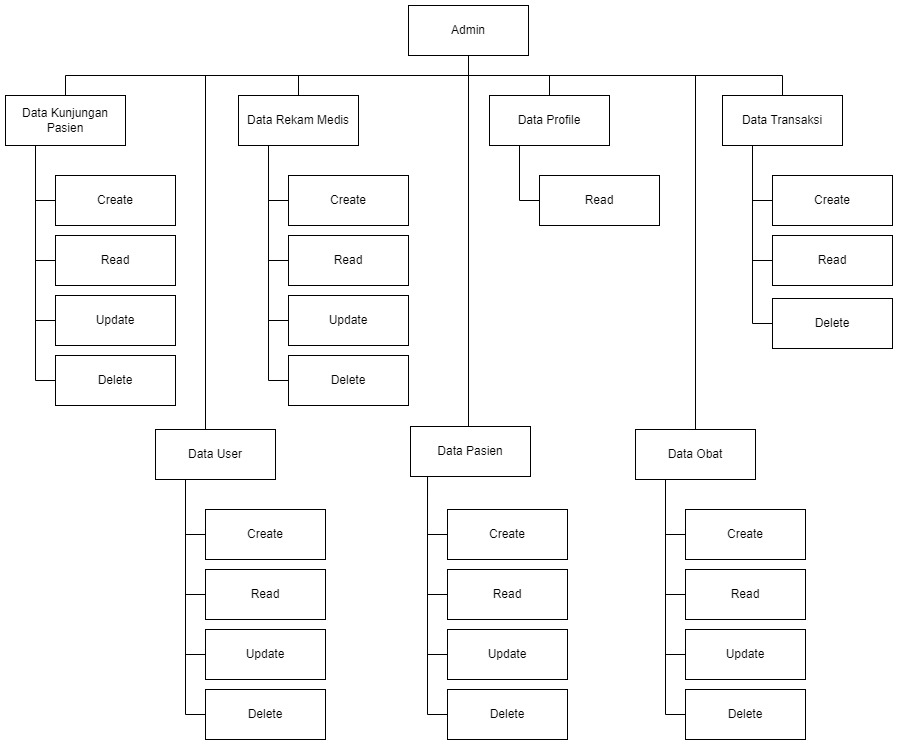 Admin
Data Kunjungan
Pasien
Create
Read
Update
Delete
Data Rekam Medis
Create
Read
Update
Delete
Data Profile
Read
Data Transaksi
Create
Read
Delete
Data User
Create
Read
Update
Delete
Data Pasien
Create
Read
Update
Delete
Data Obat
Create
Read
Update
Delete